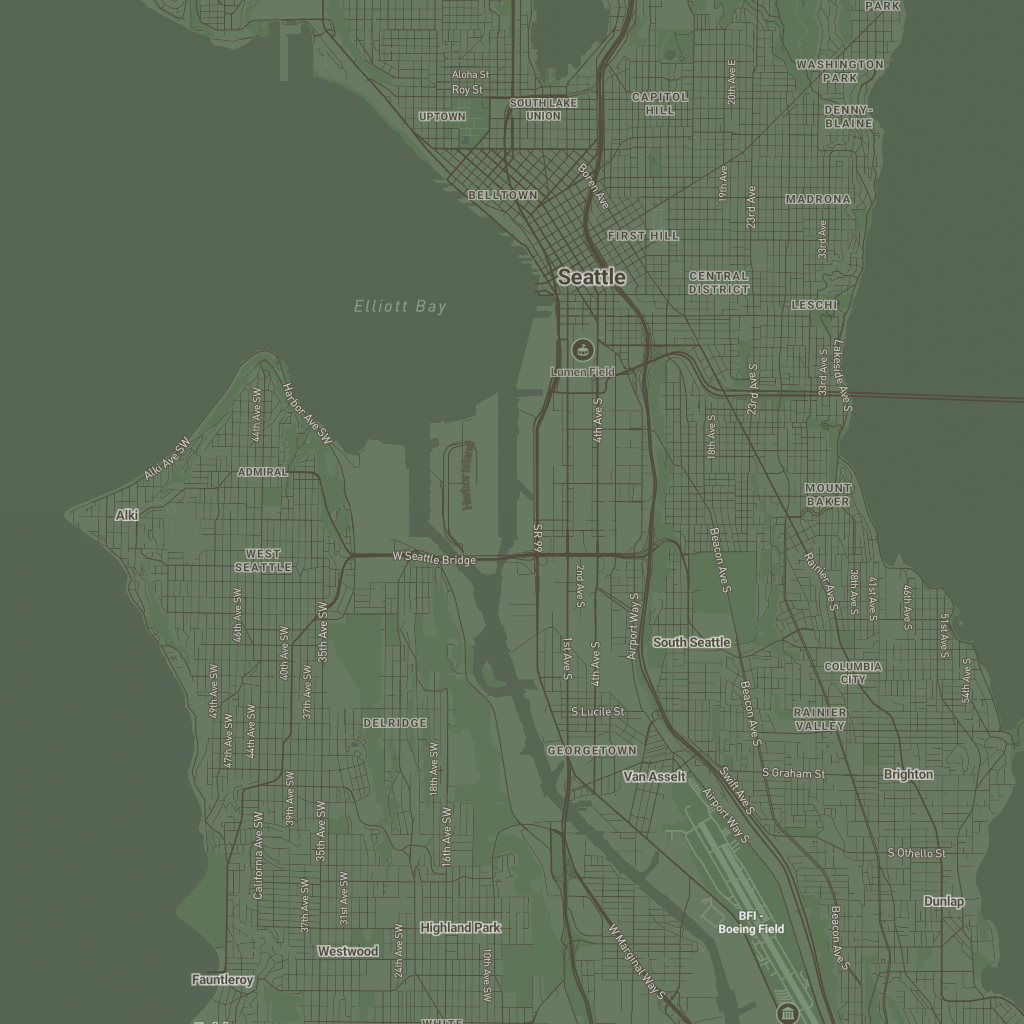 PARK
WASHINGTON
PARK
Aloha St
Roy St
20th Ave E
CAPITOL
HILL
SOUTH LAKE
UNION
UPTOWN
DENNY-
BLAINE
Boren Ave
19th Ave
BELLTOWN
MADRONA
23rd Ave
33rd Ave
FIRST HILL
Seattle
CENTRAL
DISTRICT
Elliott Bay
LESCHI
Lumen Field
Lakeside Ave S
33rd Ave S
23rd Ave S
44th Ave SW
Harbor Ave SW
4th Ave S
18th Ave S
Alki Ave SW
ADMIRAL
Harbor Island
MOUNT
BAKER
Alki
SR 99
W Seattle Bridge
WEST
SEATTLE
Beacon Ave S
2nd Ave S
Rainier Ave S
38th Ave S
41st Ave S
46th Ave S
46th Ave SW
35th Ave SW
Airport Way S
51st Ave S
40th Ave SW
1st Ave S
4th Ave S
South Seattle
COLUMBIA
CITY
54th Ave S
49th Ave SW
37th Ave SW
Beacon Ave S
44th Ave SW
47th Ave SW
DELRIDGE
S Lucile St
RAINIER
VALLEY
GEORGETOWN
18th Ave SW
Van Asselt
S Graham St
Brighton
Swift Ave S
39th Ave SW
Airport Way S
35th Ave SW
16th Ave SW
California Ave SW
S Othello St
37th Ave SW
31st Ave SW
Dunlap
BFI -
Boeing Field
Highland Park
Beacon Ave S
Westwood
24th Ave SW
W Marginal Way S
10th Ave SW
Fauntleroy
WHITE